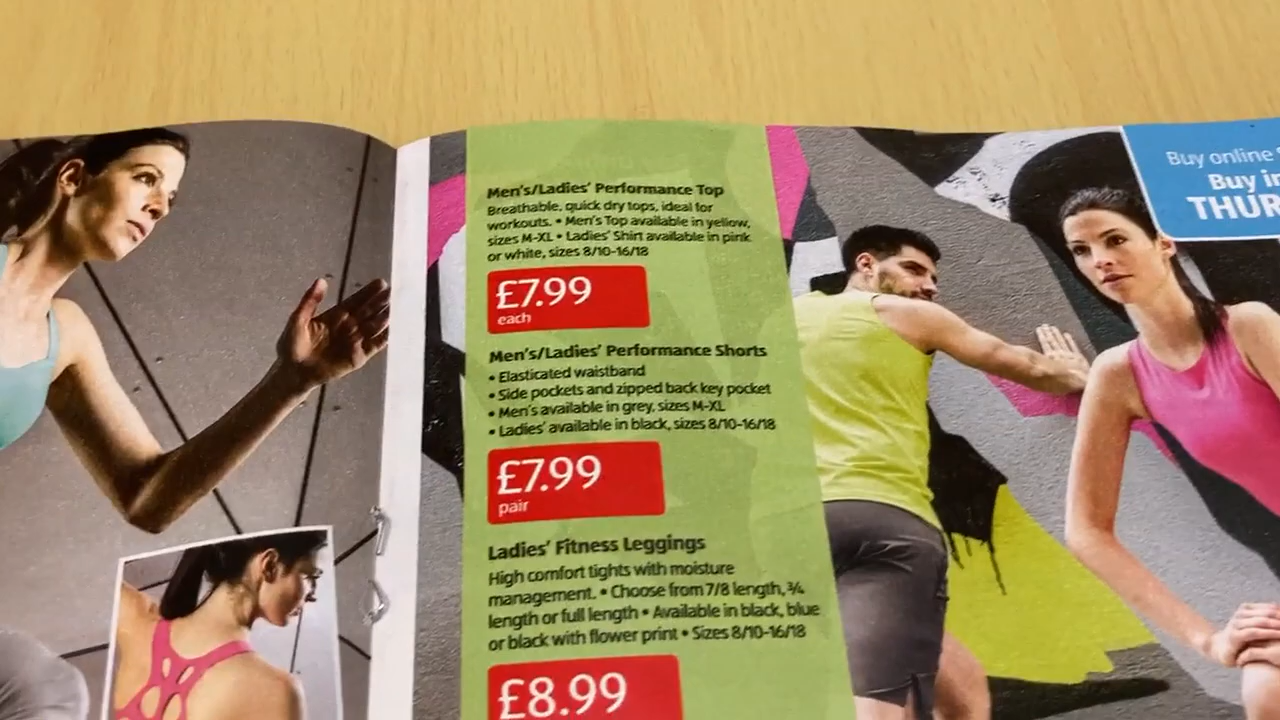 Men's/Ladies' Performance Top
Breathable, quick dry tops, ideal for
workouts. • Men's Top available in yellow,
sizes M-XL • Ladies' Shirt available in pink
or white, sizes 8/10-16/18
£7.99
each
Men's/Ladies' Performance Shorts
• Elasticated waistband
• Side pockets and zipped back key pocket
• Men's available in grey, sizes M-XL
• Ladies' available in black, sizes 8/10-16/18
£7.99
pair
Ladies' Fitness Leggings
High comfort tights with moisture
management. • Choose from 7/8 length, ¾
length or full length • Available in black, blue
or black with flower print • Sizes 8/10-16/18
£8.99
Buy online
Buy in
THUR